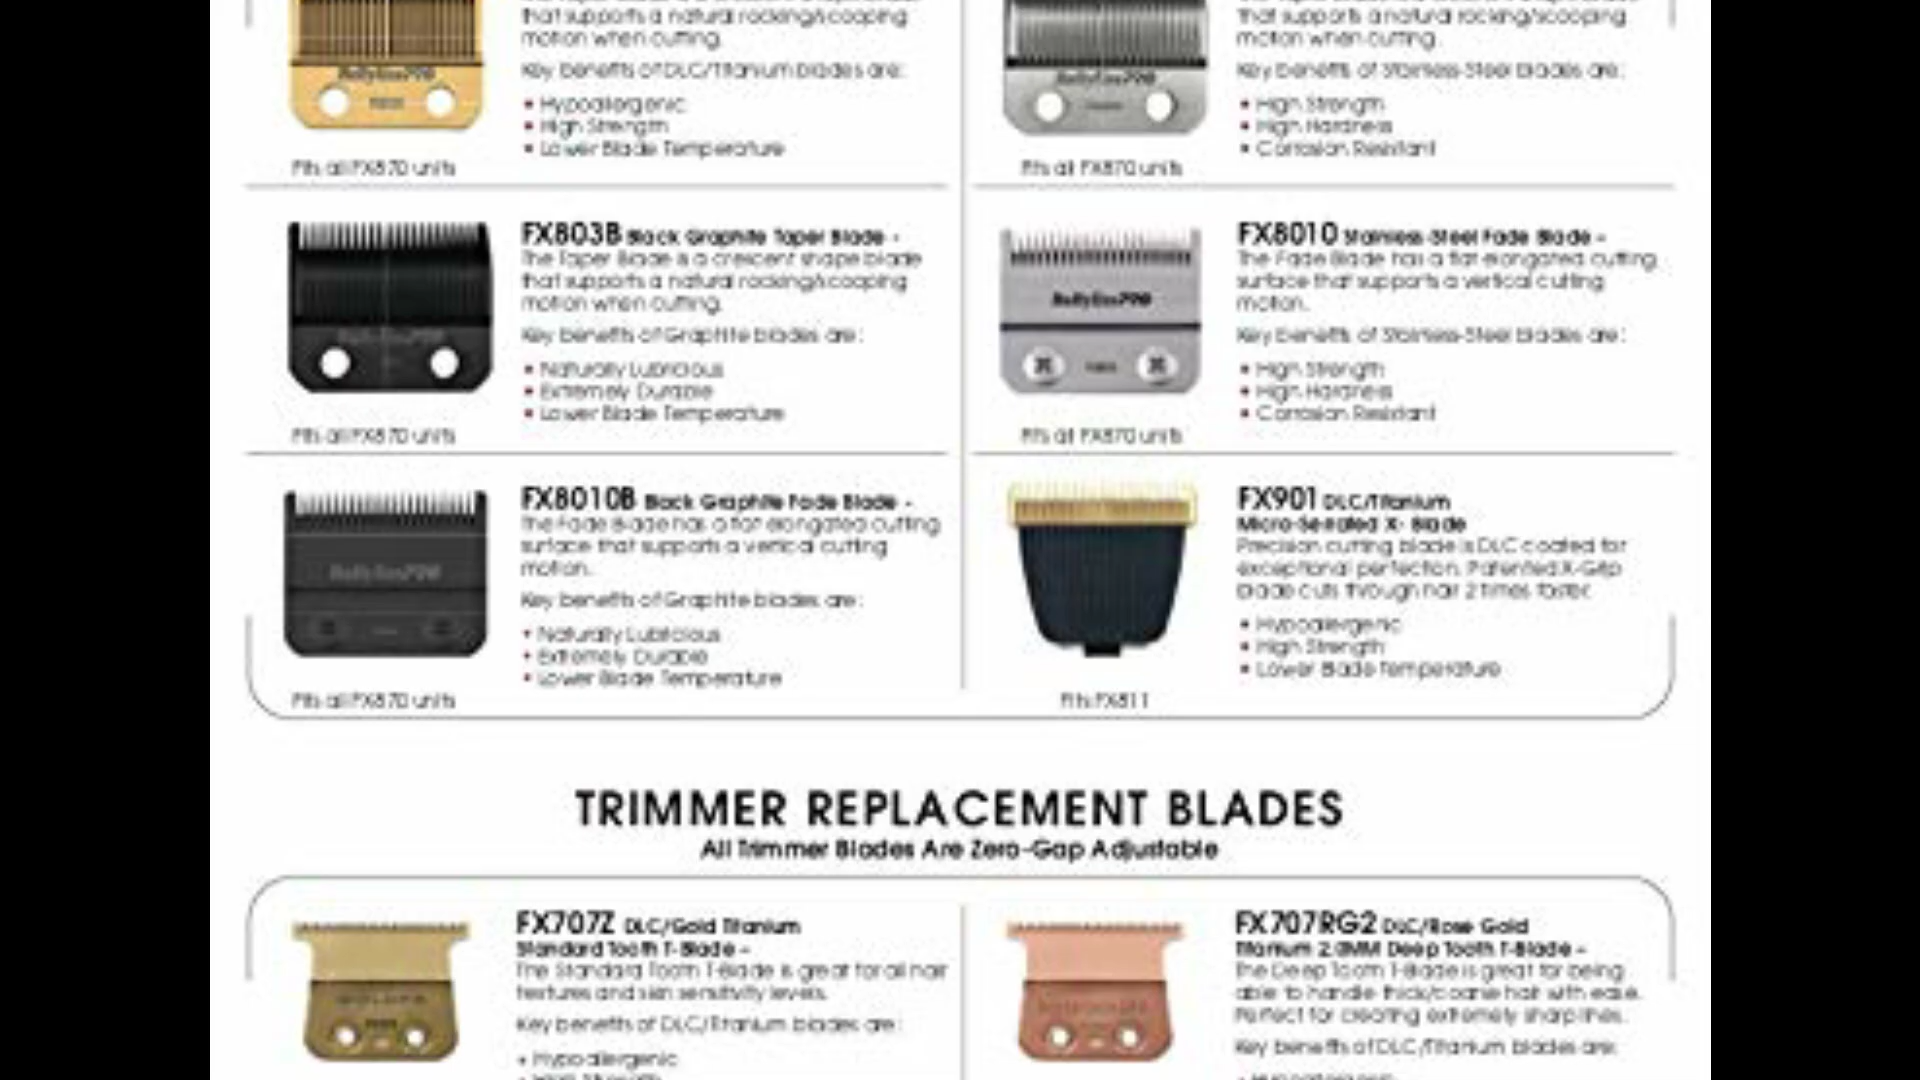 that supports a natural rocking/scooping
motion when cutting.
Key benefits of DLC/Titanium blades are:
• Hypoallergenic
• High Strength
• Lower Blade Temperature
BaBylissPRO
Fits all FX870 units
that supports a natural rocking/scooping
motion when cutting.
Key benefits of Stainless-Steel blades are:
• High Strength
• High Hardness
• Corrosion Resistant
BaBylissPRO
Fits all FX870 units
FX803B Black Graphite Taper Blade -
The Taper Blade is a crescent shape blade
that supports a natural rocking/scooping
motion when cutting.
Key benefits of Graphite blades are:
• Naturally Lubricious
• Extremely Durable
• Lower Blade Temperature
BaBylissPRO
Fits all FX870 units
FX8010 Stainless-Steel Fade Blade -
The Fade Blade has a flat elongated cutting
surface that supports a vertical cutting
motion.
Key benefits of Stainless-Steel blades are:
• High Strength
• High Hardness
• Corrosion Resistant
BaBylissPRO
Fits all FX870 units
FX8010B Black Graphite Fade Blade -
The Fade Blade has a flat elongated cutting
surface that supports a vertical cutting
motion.
Key benefits of Graphite blades are:
• Naturally Lubricious
• Extremely Durable
• Lower Blade Temperature
BaBylissPRO
Fits all FX870 units
FX901 DLC/Titanium
Micro-Serrated X- Blade
Precision cutting blade is DLC coated for
exceptional perfection. Patented X-Grip
blade cuts through hair 2 times faster.
• Hypoallergenic
• High Strength
• Lower Blade Temperature
Fits FX811
TRIMMER REPLACEMENT BLADES
All Trimmer Blades Are Zero-Gap Adjustable
FX707Z DLC/Gold Titanium
Standard Tooth T-Blade -
The Standard Tooth T-Blade is great for all hair
textures and skin sensitivity levels.
Key benefits of DLC/Titanium blades are:
• Hypoallergenic
• High Strength
FX707RG2 DLC/Rose Gold
Titanium 2.0MM Deep Tooth T-Blade -
The Deep Tooth T-Blade is great for being
able to handle thick/coarse hair with ease.
Perfect for creating extremely sharp lines.
Key benefits of DLC/Titanium blades are:
• Hypoallergenic